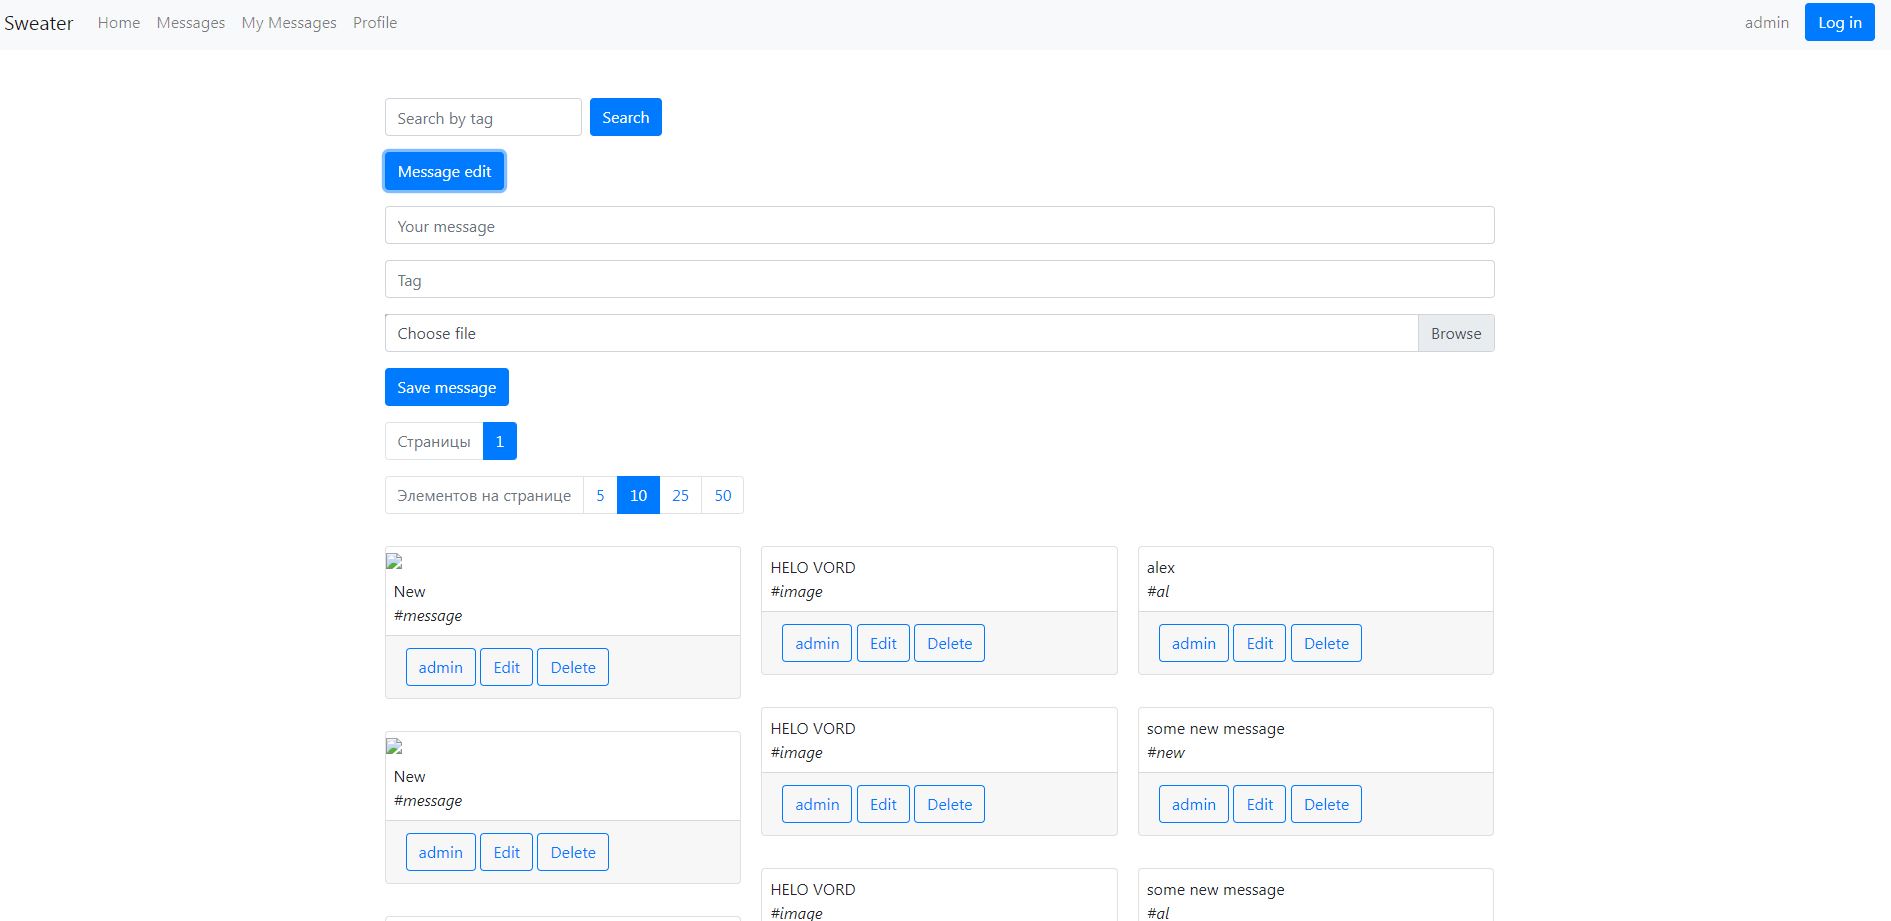 Sweater Home Messages My Messages Profile admin Log in
Search by tag Search
Message edit
Your message
Tag
Choose file Browse
Save message
Страницы 1
Элементов на странице 5 10 25 50
New
#message
admin Edit Delete
New
#message
admin Edit Delete
HELO VORD
#image
admin Edit Delete
HELO VORD
#image
admin Edit Delete
HELO VORD
#image
alex
#al
admin Edit Delete
some new message
#new
admin Edit Delete
some new message
#al